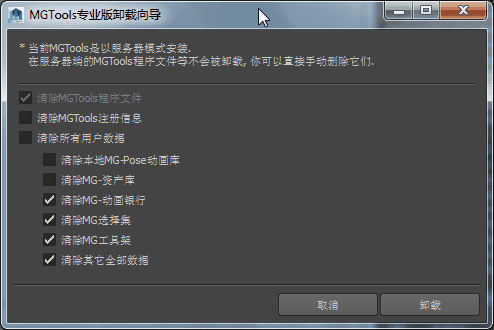 MGTools专业版卸载向导
* 当前MGTools是以服务器模式安装.
在服务器端的MGTools程序文件等不会被卸载, 你可以直接手动删除它们.
清除MGTools程序文件
清除MGTools注册信息
清除所有用户数据
清除本地MG-Pose动画库
清除MG-资产库
清除MG-动画银行
清除MG选择集
清除MG工具架
清除其它全部数据
取消
卸载